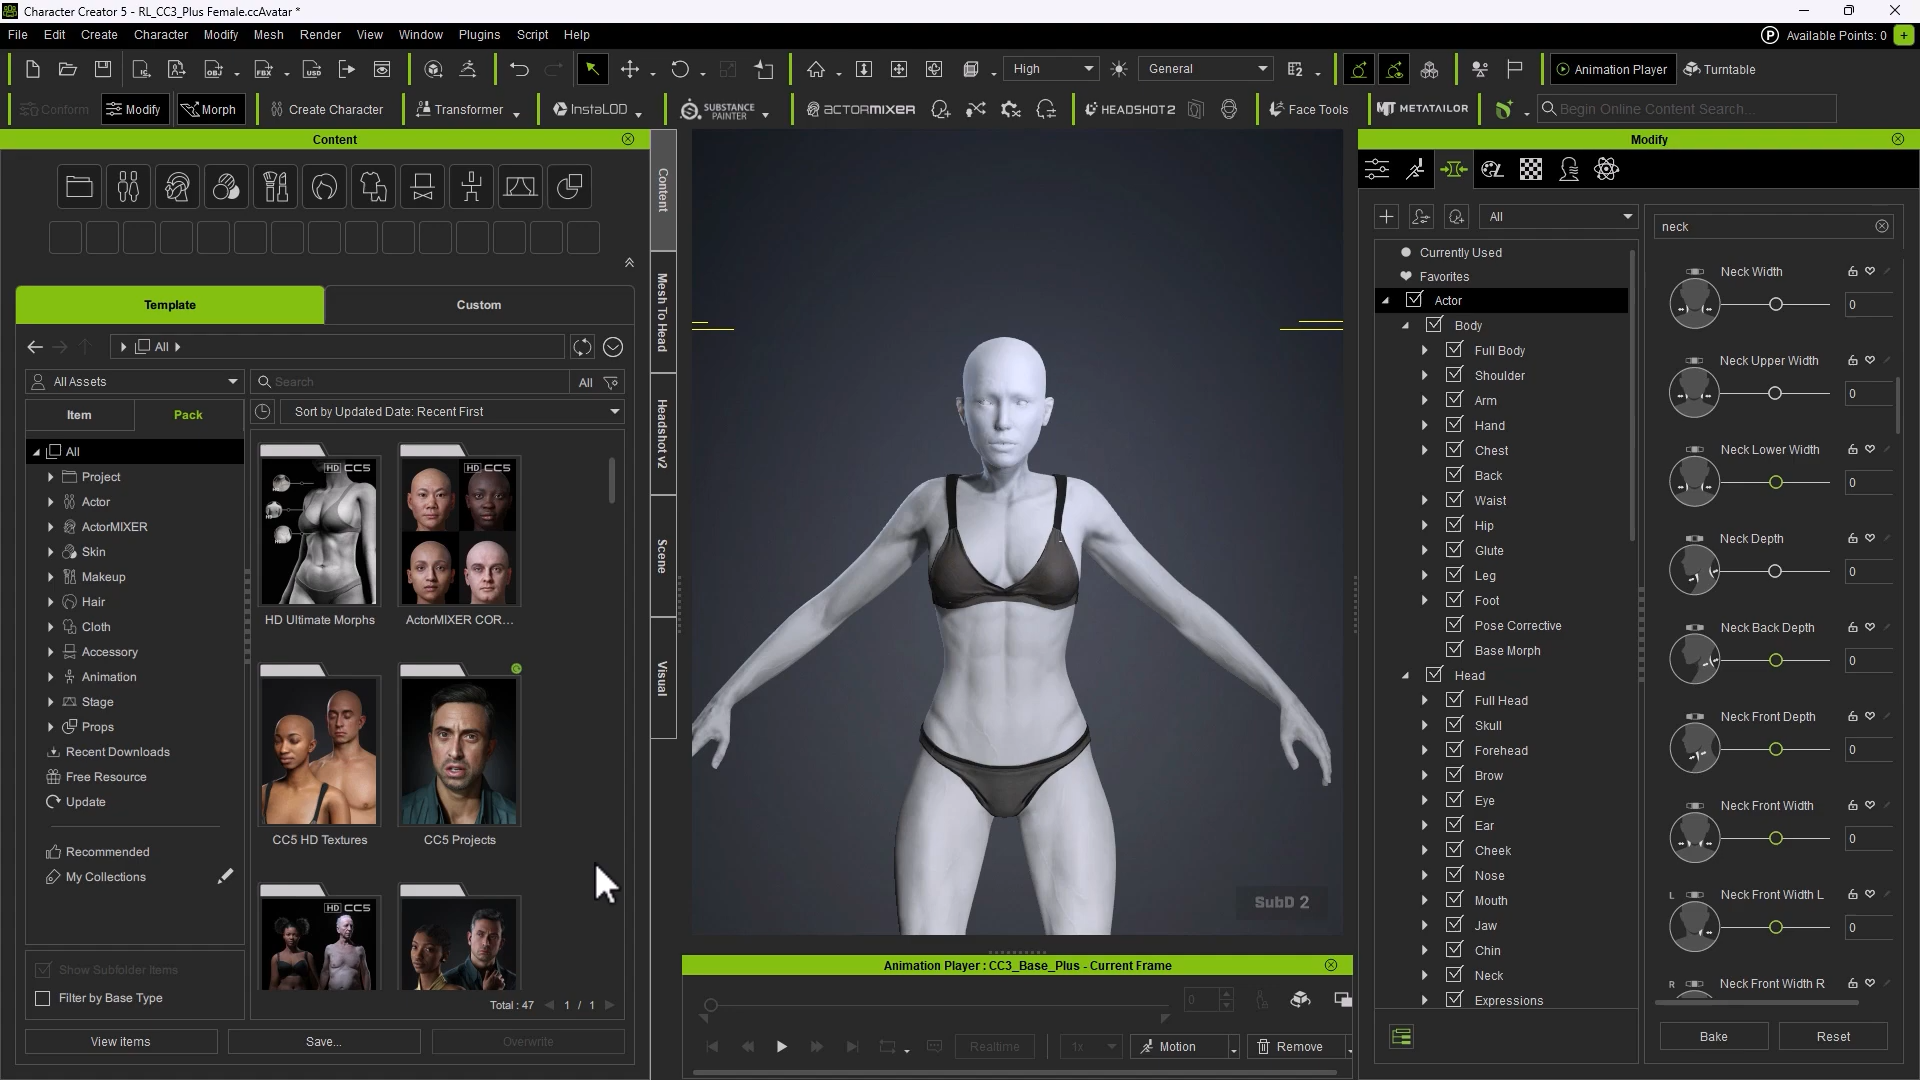 Character Creator 5 - RL_CC3_Plus Female.ccAvatar *
File Edit Create Character Modify Mesh Render View Window Plugins Script Help
Available Points: 0
High
General
Animation Player
Turntable
Conform
Modify
Morph
Create Character
Transformer
InstaLOD
SUBSTANCE PAINTER
ACTORMIXER
HEADSHOT 2
Face Tools
METATAILOR
Begin Online Content Search...
Content
Template
Custom
All
All Assets
Search
All
Item
Pack
Sort by Updated Date: Recent First
All
Project
Actor
ActorMIXER
Skin
Makeup
Hair
Cloth
Accessory
Animation
Stage
Props
Recent Downloads
Free Resource
Update
Recommended
My Collections
Show Subfolder Items
Filter by Base Type
HD CC5
HD CC5
HD Ultimate Morphs
ActorMIXER COR...
CC5 HD Textures
CC5 Projects
HD CC5
Total : 47
1 / 1
View items
Save...
Overwrite
Content
Mesh To Head
Headshot v2
Scene
Visual
SubD 2
Animation Player : CC3_Base_Plus - Current Frame
0
Realtime
1x
Motion
Remove
Modify
All
Currently Used
Favorites
Actor
Body
Full Body
Shoulder
Arm
Hand
Chest
Back
Waist
Hip
Glute
Leg
Foot
Pose Corrective
Base Morph
Head
Full Head
Skull
Forehead
Brow
Eye
Ear
Cheek
Nose
Mouth
Jaw
Chin
Neck
Expressions
neck
Neck Width
0
Neck Upper Width
0
Neck Lower Width
0
Neck Depth
0
Neck Back Depth
0
Neck Front Depth
0
Neck Front Width
0
L Neck Front Width L
0
R Neck Front Width R
Bake
Reset